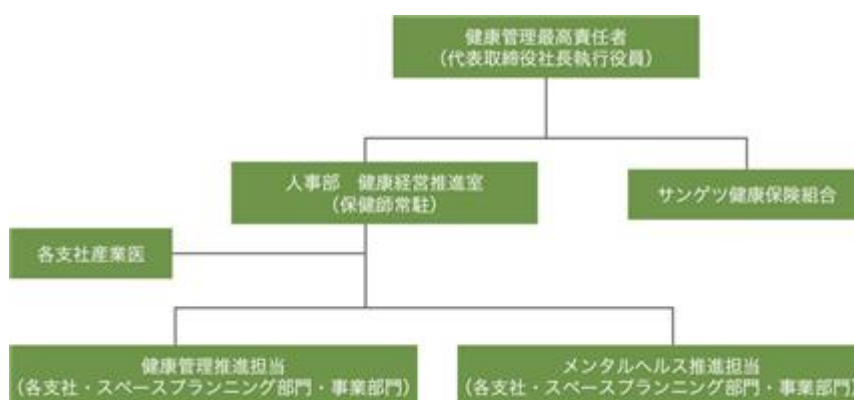 健康管理最高責任者
（代表取締役社長執行役員）
人事部　健康経営推進室
（保健師常駐）
サンゲツ健康保険組合
各支社産業医
健康管理推進担当
（各支社・スペースプランニング部門・事業部門）
メンタルヘルス推進担当
（各支社・スペースプランニング部門・事業部門）